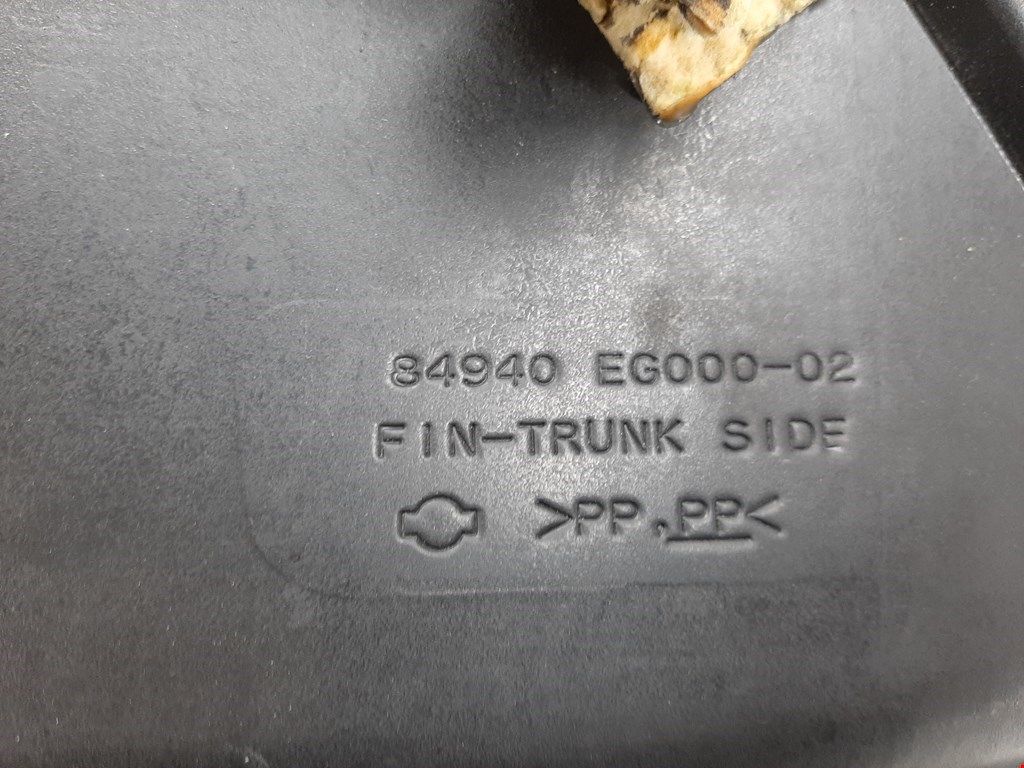 84940 EG000-02
FIN-TRUNK SIDE
>PP,PP<